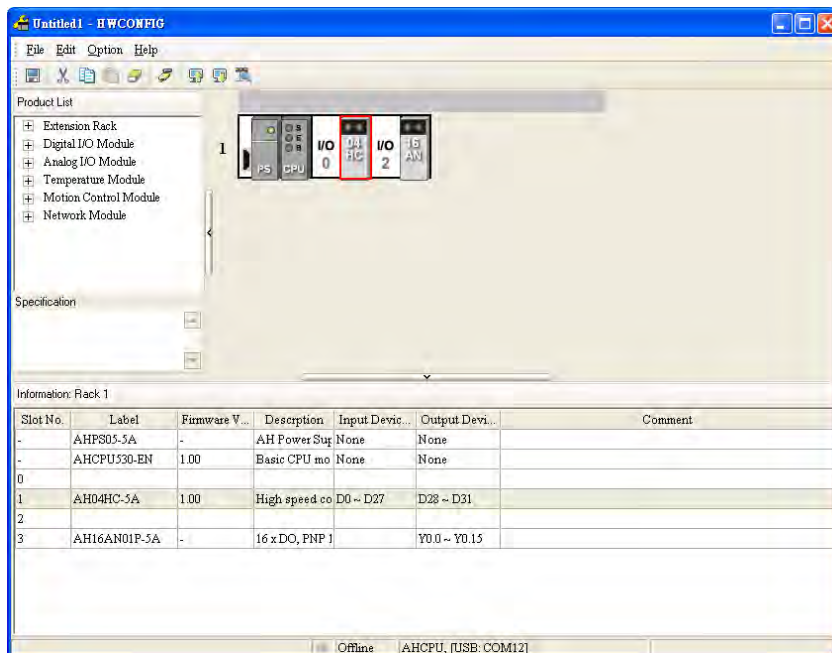 Untitled1 - HWCONFIG
File Edit Option Help
Product List
Extension Rack
Digital I/O Module
Analog I/O Module
Temperature Module
Motion Control Module
Network Module
1
PS CPU I/O 0 04 HC I/O 2 16 AN
S
E
B
Specification
Information: Rack 1
Slot No. Label Firmware V... Descrption Input Devic... Output Devi... Comment
- AHPS05-5A - AH Power Sup None None
- AHCPU530-EN 1.00 Basic CPU mo None None
0
1 AH04HC-5A 1.00 High speed co D0 ~ D27 D28 ~ D31
2
3 AH16AN01P-5A - 16 x DO, PNP 1 Y0.0 ~ Y0.15
Offline AHCPU, [USB: COM12]